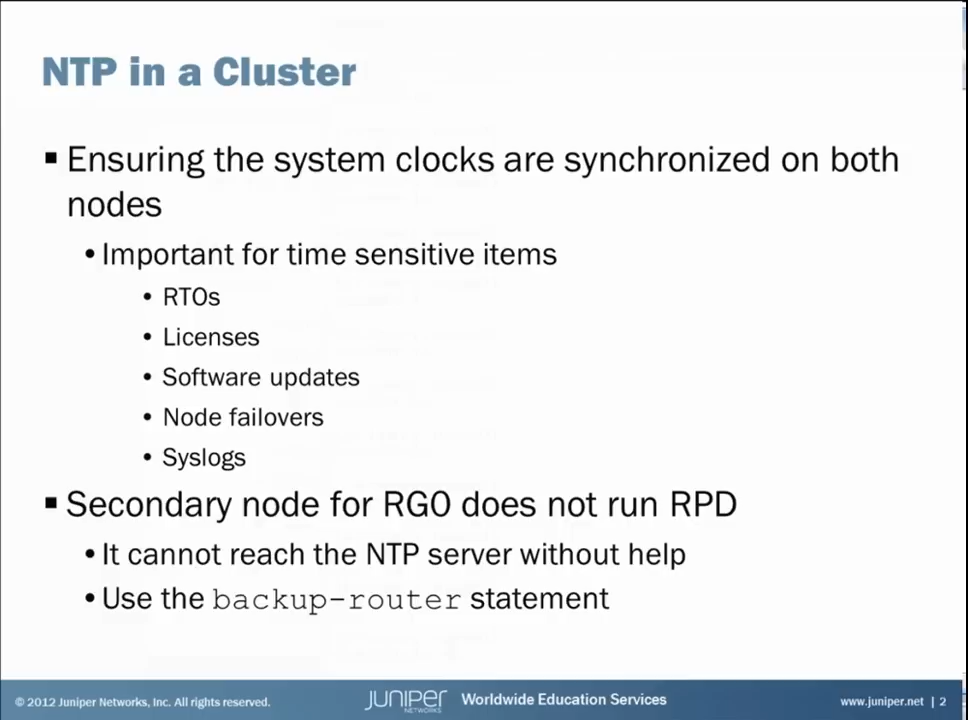 NTP in a Cluster
▪ Ensuring the system clocks are synchronized on both
nodes
• Important for time sensitive items
• RTOs
• Licenses
• Software updates
• Node failovers
• Syslogs
▪ Secondary node for RG0 does not run RPD
• It cannot reach the NTP server without help
• Use the backup-router statement
© 2012 Juniper Networks, Inc. All rights reserved. JUNIPER NETWORKS Worldwide Education Services www.juniper.net | 2